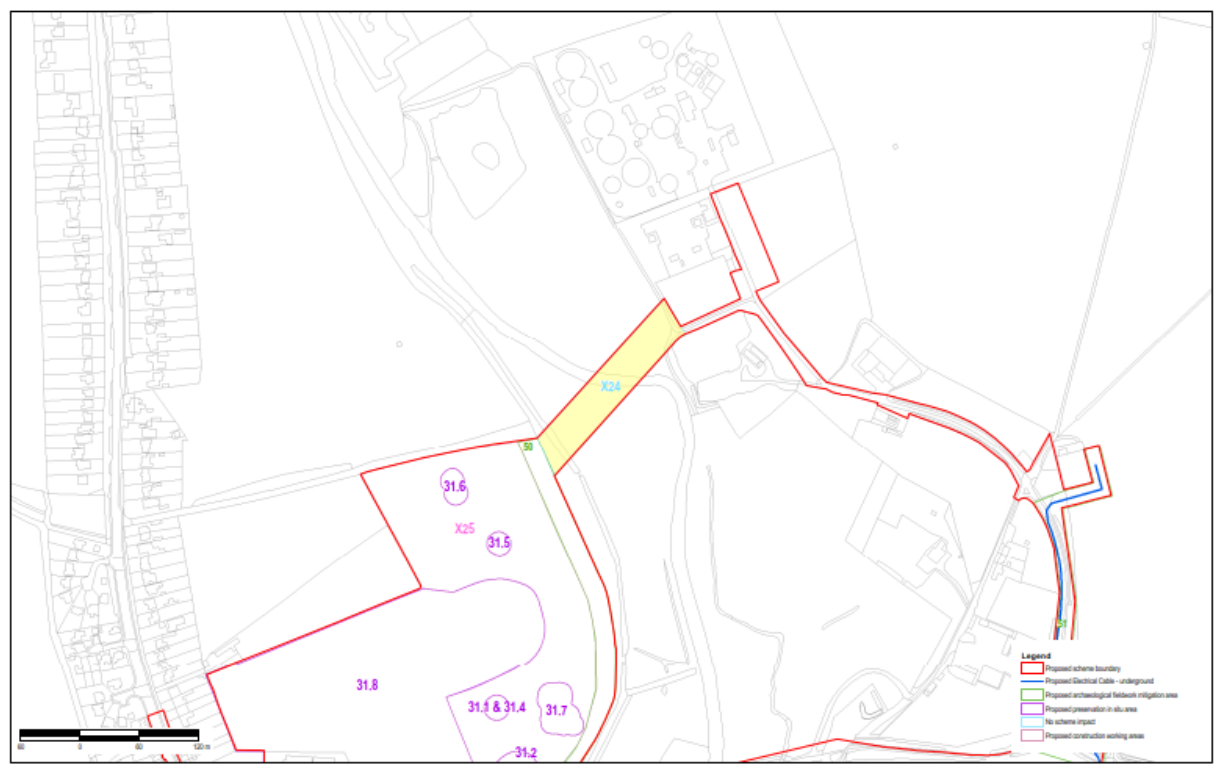 X24
50
31.6
X25
31.5
31.8
31.1 & 31.4
31.7
31.2
51
Legend
Proposed scheme boundary
Proposed Electrical Cable - underground
Proposed archaeological fieldwork mitigation area
Proposed preservation in situ area
No scheme impact
Proposed construction working areas
60 0 60 120 m